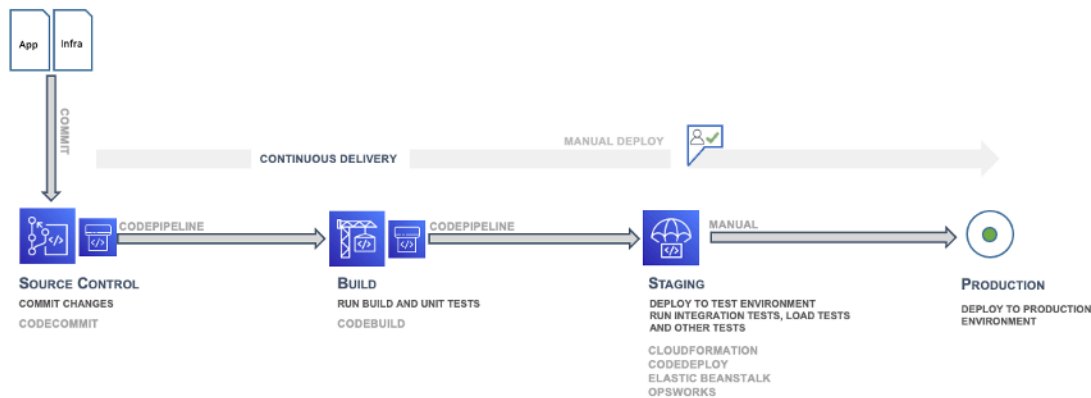 App
Infra
COMMIT
MANUAL DEPLOY
CONTINUOUS DELIVERY
CODEPIPELINE
CODEPIPELINE
MANUAL
SOURCE CONTROL
COMMIT CHANGES
CODECOMMIT
BUILD
RUN BUILD AND UNIT TESTS
CODEBUILD
STAGING
DEPLOY TO TEST ENVIRONMENT
RUN INTEGRATION TESTS, LOAD TESTS
AND OTHER TESTS
CLOUDFORMATION
CODEDEPLOY
ELASTIC BEANSTALK
OPSWORKS
PRODUCTION
DEPLOY TO PRODUCTION
ENVIRONMENT